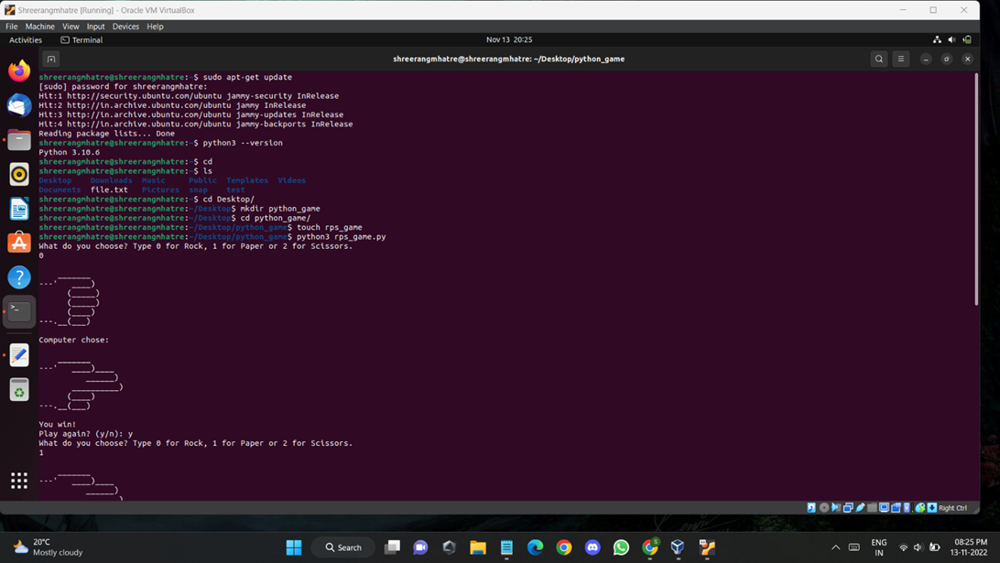 Shreerangmhatre [Running] - Oracle VM VirtualBox
File Machine View Input Devices Help
Activities Terminal Nov 13 20:25
shreerangmhatre@shreerangmhatre: ~/Desktop/python_game
shreerangmhatre@shreerangmhatre:~$ sudo apt-get update
[sudo] password for shreerangmhatre:
Hit:1 http://security.ubuntu.com/ubuntu jammy-security InRelease
Hit:2 http://in.archive.ubuntu.com/ubuntu jammy InRelease
Hit:3 http://in.archive.ubuntu.com/ubuntu jammy-updates InRelease
Hit:4 http://in.archive.ubuntu.com/ubuntu jammy-backports InRelease
Reading package lists... Done
shreerangmhatre@shreerangmhatre:~$ python3 --version
Python 3.10.6
shreerangmhatre@shreerangmhatre:~$ cd
shreerangmhatre@shreerangmhatre:~$ ls
Desktop Downloads Music Public Templates Videos
Documents file.txt Pictures snap test
shreerangmhatre@shreerangmhatre:~$ cd Desktop/
shreerangmhatre@shreerangmhatre:~/Desktop$ mkdir python_game
shreerangmhatre@shreerangmhatre:~/Desktop$ cd python_game/
shreerangmhatre@shreerangmhatre:~/Desktop/python_game$ touch rps_game
shreerangmhatre@shreerangmhatre:~/Desktop/python_game$ python3 rps_game.py
What do you choose? Type 0 for Rock, 1 for Paper or 2 for Scissors.
0
    _______
---'   ____)
      (_____)
      (_____)
      (____)
---.__(___)
Computer chose:
    _______
---'   ____)____
          ______)
       __________)
      (____)
---.__(___)
You win!
Play again? (y/n): y
What do you choose? Type 0 for Rock, 1 for Paper or 2 for Scissors.
1
    _______
---'   ____)____
          ______)
Right Ctrl
20°C
Mostly cloudy
Search
ENG
IN
08:25 PM
13-11-2022